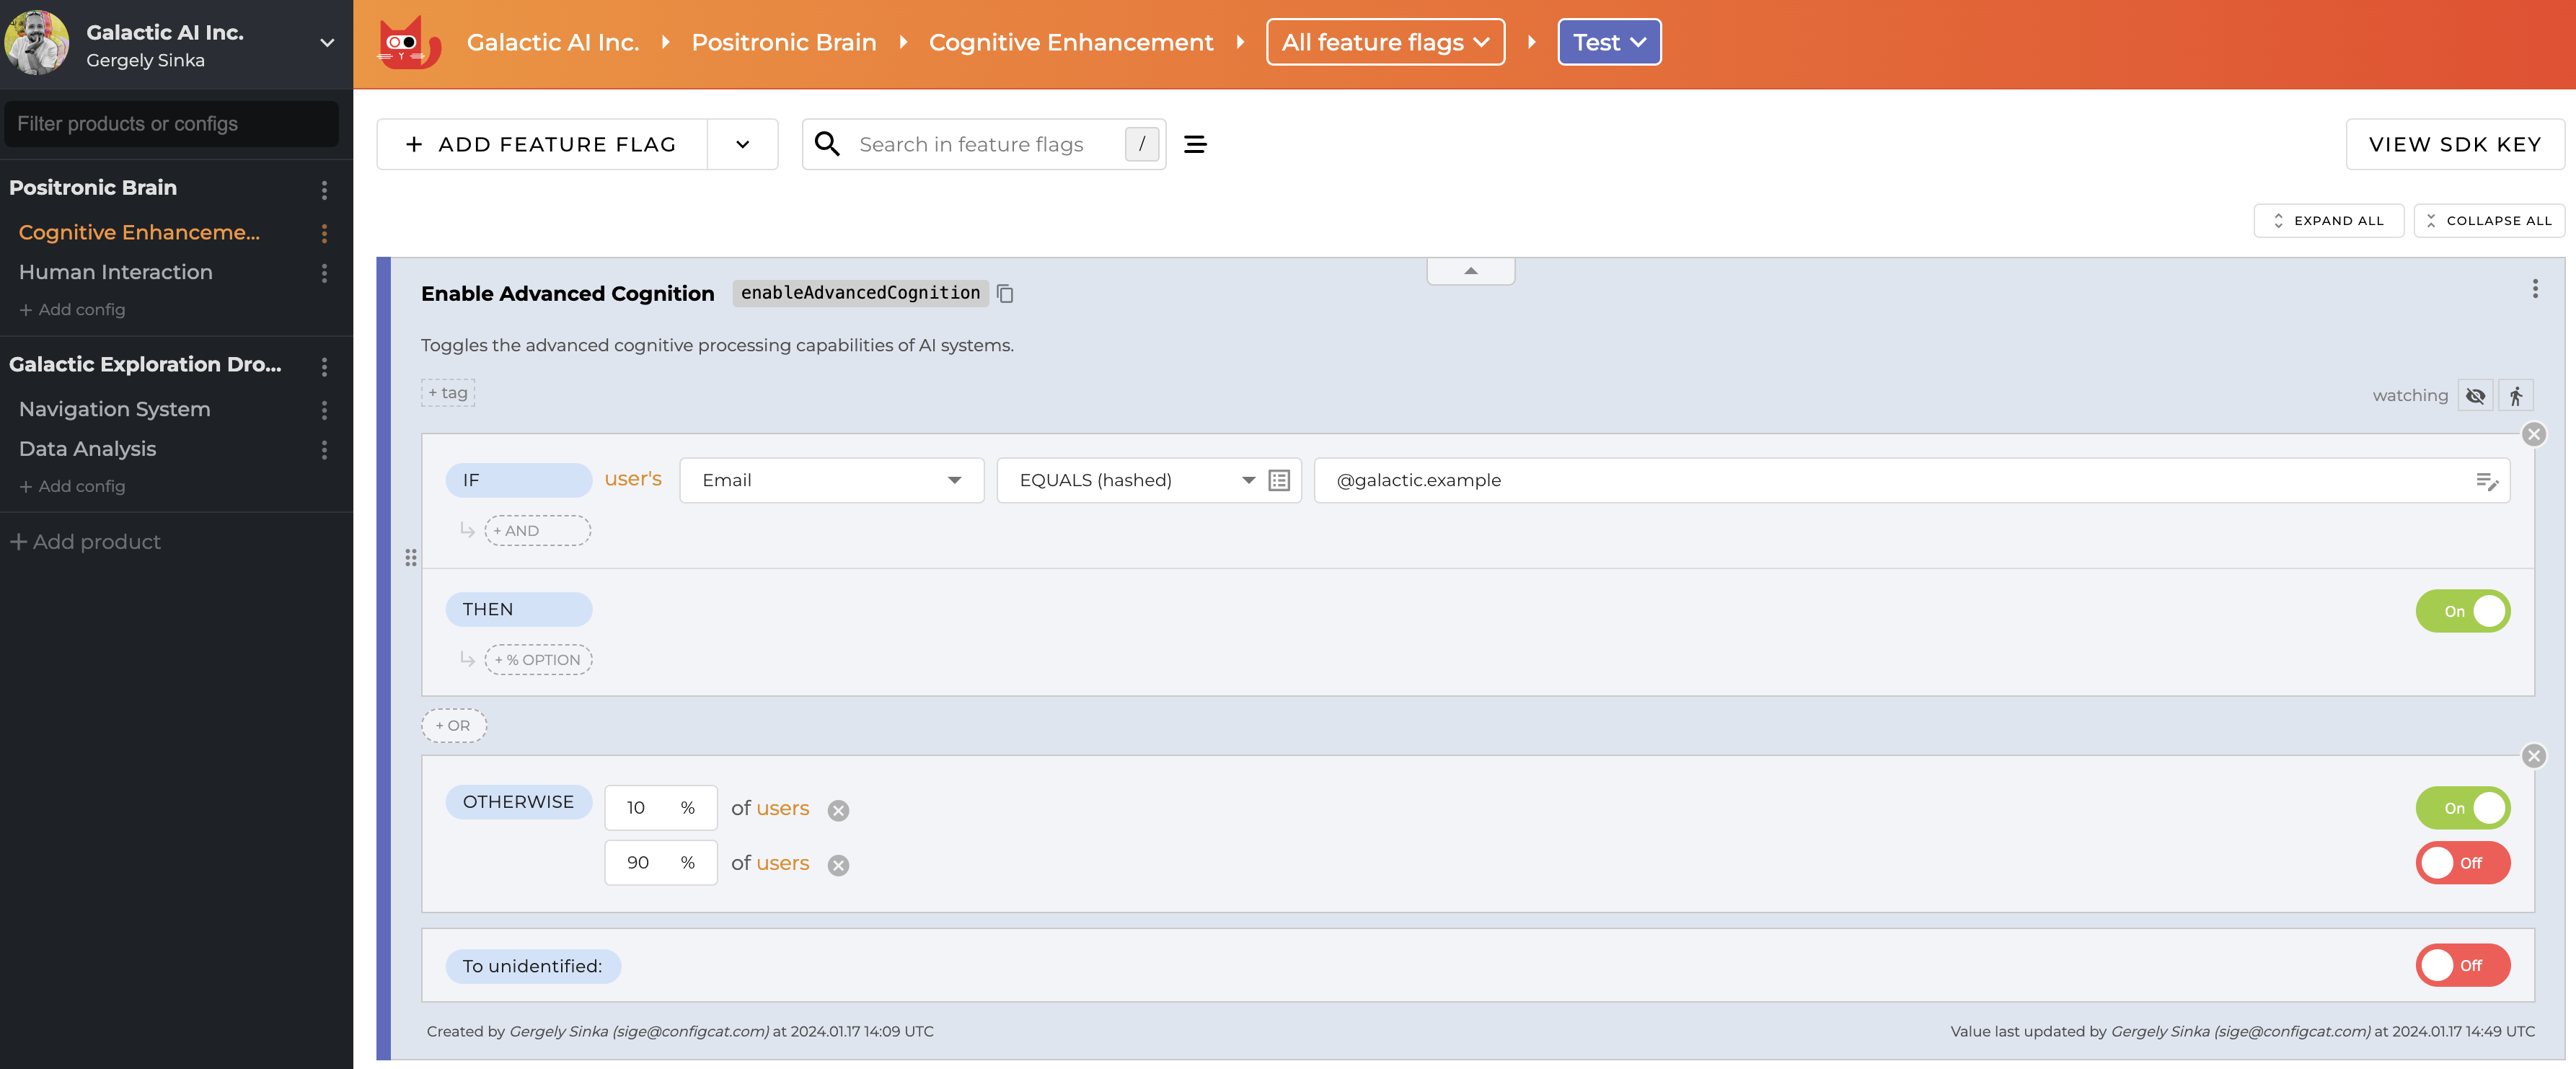 Galactic AI Inc.
Gergely Sinka
Filter products or configs
Positronic Brain
Cognitive Enhanceme...
Human Interaction
+ Add config
Galactic Exploration Dro...
Navigation System
Data Analysis
+ Add config
+ Add product
Galactic AI Inc. Positronic Brain Cognitive Enhancement All feature flags Test
+ ADD FEATURE FLAG Search in feature flags / VIEW SDK KEY
EXPAND ALL COLLAPSE ALL
Enable Advanced Cognition enableAdvancedCognition
Toggles the advanced cognitive processing capabilities of AI systems.
+ tag watching
IF user's Email EQUALS (hashed) @galactic.example
+ AND
THEN On
+ % OPTION
+ OR
OTHERWISE 10 % of users On
90 % of users Off
To unidentified: Off
Created by Gergely Sinka (sige@configcat.com) at 2024.01.17 14:09 UTC Value last updated by Gergely Sinka (sige@configcat.com) at 2024.01.17 14:49 UTC